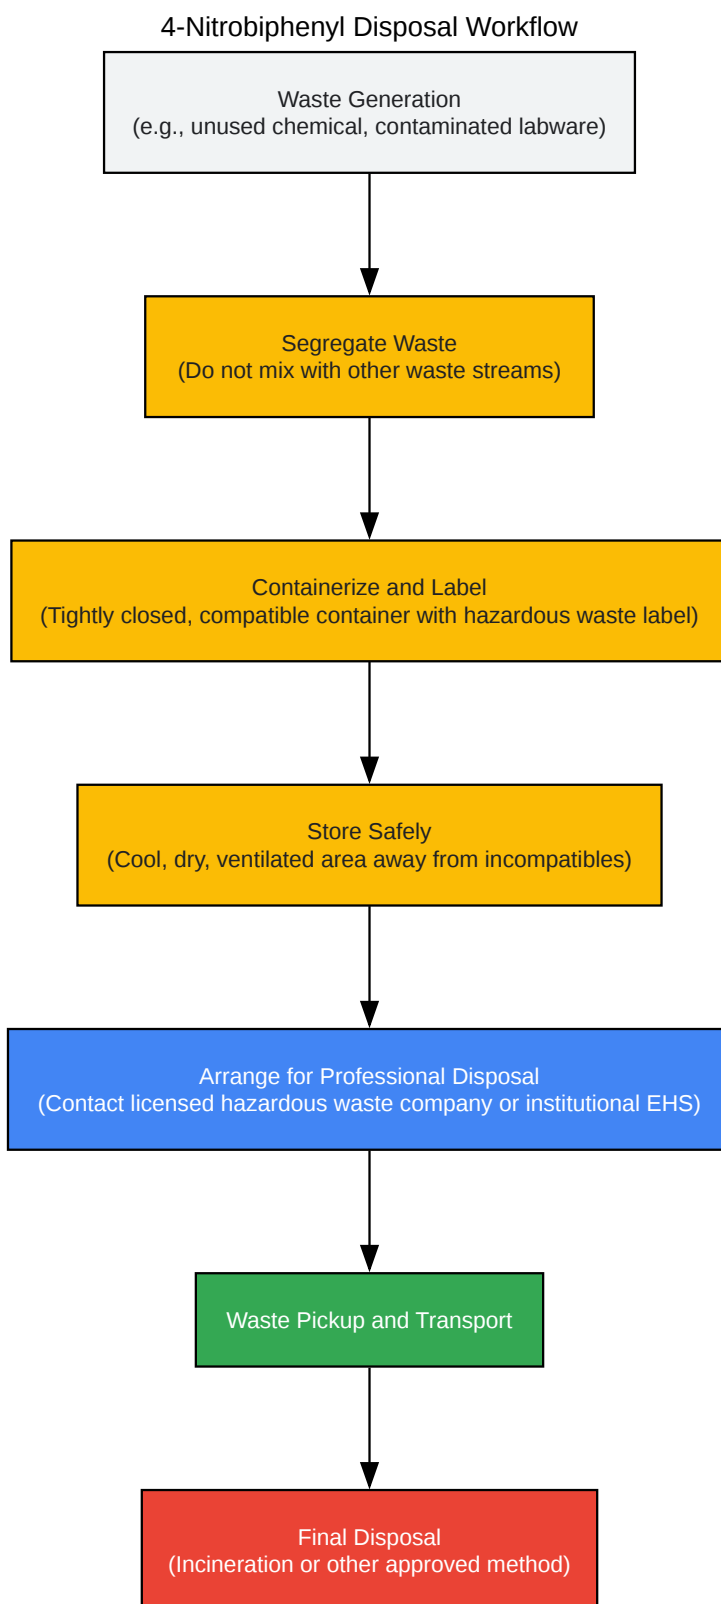 4-Nitrobiphenyl Disposal Workflow
Waste Generation
(e.g., unused chemical, contaminated labware)
Segregate Waste
(Do not mix with other waste streams)
Containerize and Label
(Tightly closed, compatible container with hazardous waste label)
Store Safely
(Cool, dry, ventilated area away from incompatibles)
Arrange for Professional Disposal
(Contact licensed hazardous waste company or institutional EHS)
Waste Pickup and Transport
Final Disposal
(Incineration or other approved method)